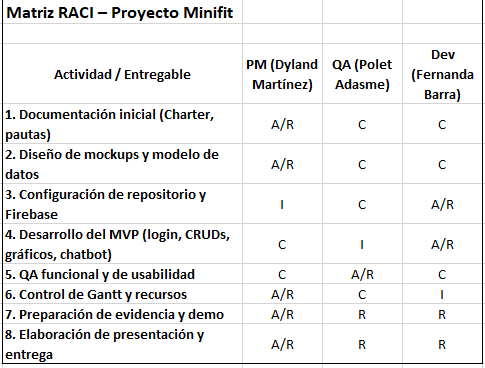 Matriz RACI – Proyecto Minifit
Actividad / Entregable
PM (Dyland
Martínez)
QA (Polet
Adasme)
Dev
(Fernanda
Barra)
1. Documentación inicial (Charter,
pautas)
A/R
C
C
2. Diseño de mockups y modelo de
datos
A/R
C
C
3. Configuración de repositorio y
Firebase
I
C
A/R
4. Desarrollo del MVP (login, CRUDs,
gráficos, chatbot)
C
I
A/R
5. QA funcional y de usabilidad
C
A/R
C
6. Control de Gantt y recursos
A/R
C
I
7. Preparación de evidencia y demo
A/R
R
R
8. Elaboración de presentación y
entrega
A/R
R
R